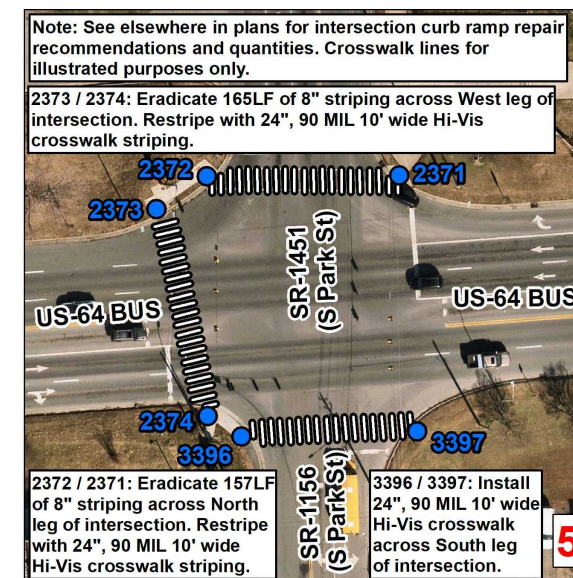 Note: See elsewhere in plans for intersection curb ramp repair
recommendations and quantities. Crosswalk lines for
illustrated purposes only.
2373 / 2374: Eradicate 165LF of 8" striping across West leg of
intersection. Restripe with 24", 90 MIL 10' wide Hi-Vis
crosswalk striping.
2372
2371
2373
SR-1451
(S Park St)
US-64 BUS
US-64 BUS
2374
3396
3397
2372 / 2371: Eradicate 157LF
of 8" striping across North
leg of intersection. Restripe
with 24", 90 MIL 10' wide
Hi-Vis crosswalk striping.
SR-1156
(S Park St)
3396 / 3397: Install
24", 90 MIL 10' wide
Hi-Vis crosswalk
across South leg
of intersection.
5